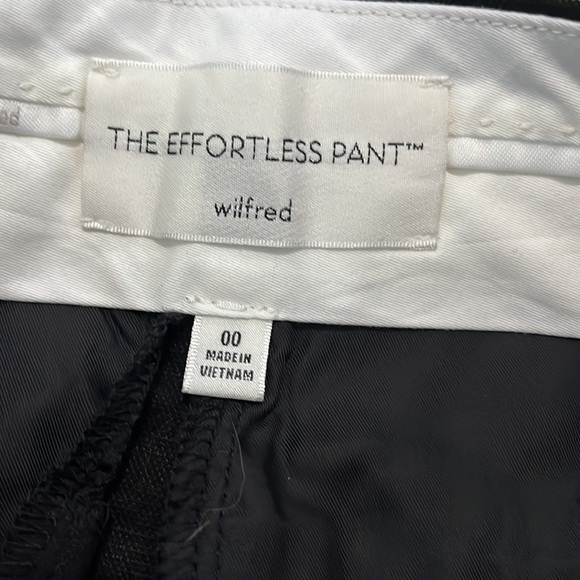 THE EFFORTLESS PANT™
wilfred
00
MADE IN
VIETNAM